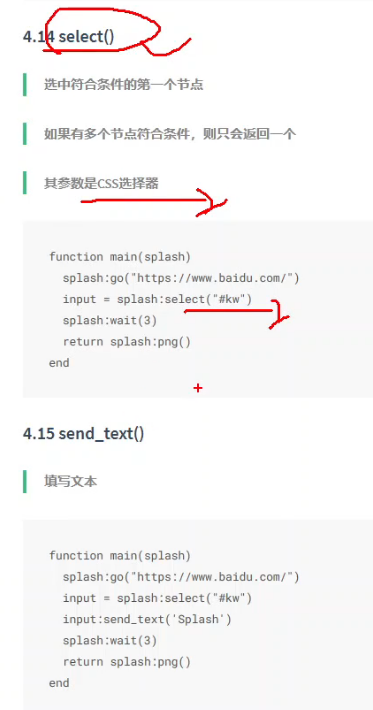 4.14 select()
选中符合条件的第一个节点
如果有多个节点符合条件，则只会返回一个
其参数是CSS选择器
function main(splash)
splash:go("https://www.baidu.com/")
input = splash:select("#kw")
splash:wait(3)
return splash:png()
end
4.15 send_text()
填写文本
function main(splash)
splash:go("https://www.baidu.com/")
input = splash:select("#kw")
input:send_text('Splash')
splash:wait(3)
return splash:png()
end